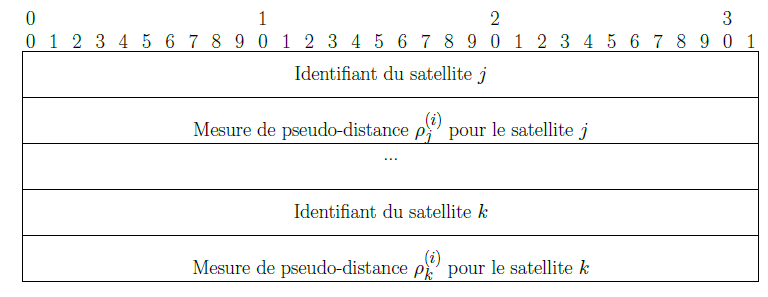 0 1 2 3
0 1 2 3 4 5 6 7 8 9 0 1 2 3 4 5 6 7 8 9 0 1 2 3 4 5 6 7 8 9 0 1
Identifiant du satellite j
Mesure de pseudo-distance ρ_j^{(i)} pour le satellite j
...
Identifiant du satellite k
Mesure de pseudo-distance ρ_k^{(i)} pour le satellite k